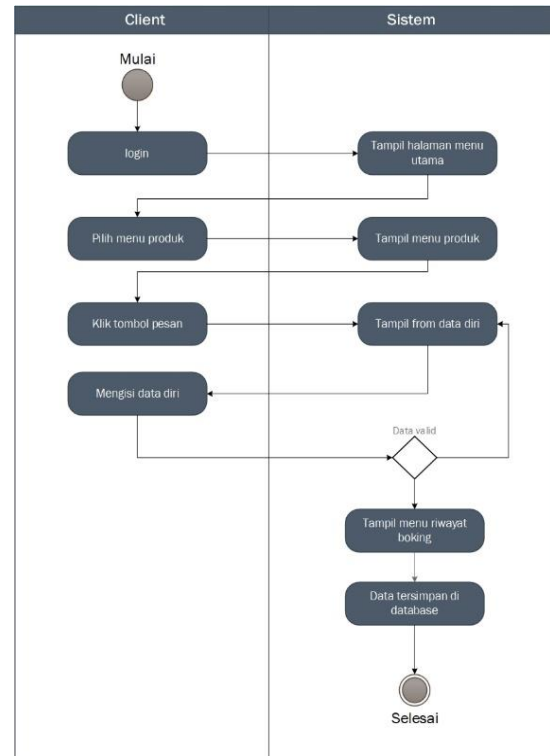 Client
Sistem
Mulai
login
Tampil halaman menu
utama
Pilih menu produk
Tampil menu produk
Klik tombol pesan
Tampil from data diri
Mengisi data diri
Data valid
Tampil menu riwayat
boking
Data tersimpan di
database
Selesai